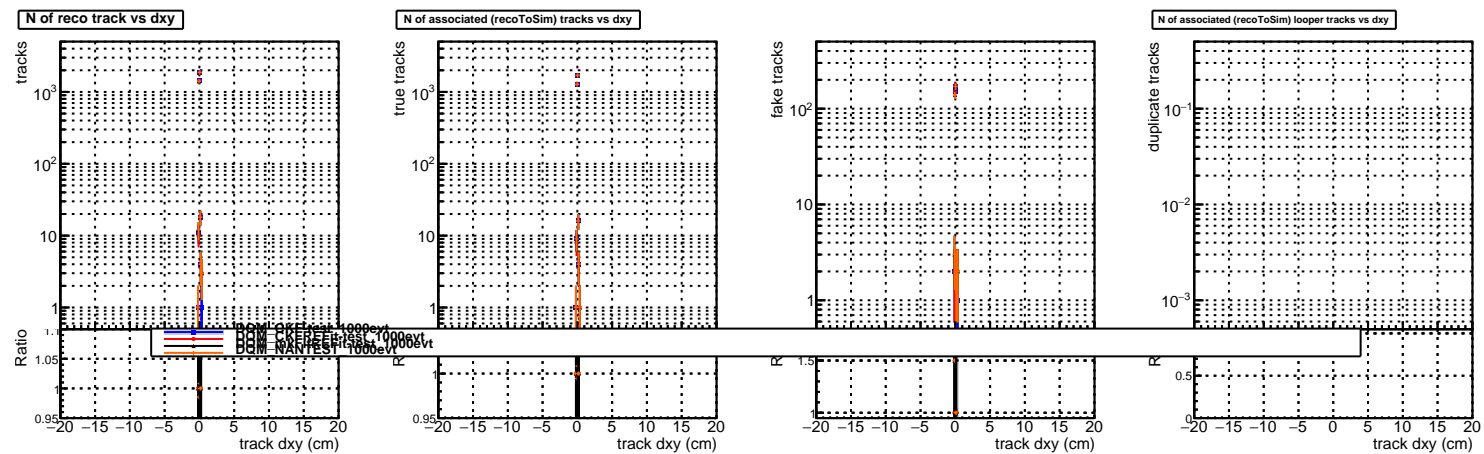 N of reco track vs dxy
N of associated (recoToSim) tracks vs dxy
N of associated (recoToSim) looper tracks vs dxy
tracks
10³
10²
10
1
true tracks
10³
10²
10
1
fake tracks
10²
10
1
duplicate tracks
10⁻¹
10⁻²
10⁻³
DQM_NANTEST_1000evt
Ratio
1.05
1
0.95
−20 −15 −10 −5 0 5 10 15 20
track dxy (cm)
1
0.95
−20 −15 −10 −5 0 5 10 15 20
track dxy (cm)
1.5
1
−20 −15 −10 −5 0 5 10 15 20
track dxy (cm)
0.5
0
−20 −15 −10 −5 0 5 10 15 20
track dxy (cm)